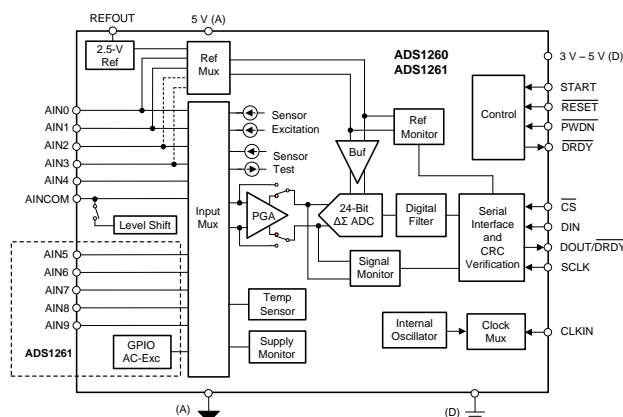 REFOUT
5 V (A)
2.5-V
Ref
Ref
Mux
ADS1260
ADS1261
3 V – 5 V (D)
START
RESET
PWDN
DRDY
Control
AIN0
AIN1
AIN2
AIN3
AIN4
AINCOM
Level Shift
Sensor
Excitation
Sensor
Test
Ref
Monitor
Buf
Input
Mux
PGA
24-Bit
ΔΣ ADC
Digital
Filter
Serial
Interface
and
CRC
Verification
CS
DIN
DOUT/DRDY
SCLK
Signal
Monitor
AIN5
AIN6
AIN7
AIN8
AIN9
ADS1261
GPIO
AC-Exc
Temp
Sensor
Supply
Monitor
Internal
Oscillator
Clock
Mux
CLKIN
(A)
(D)